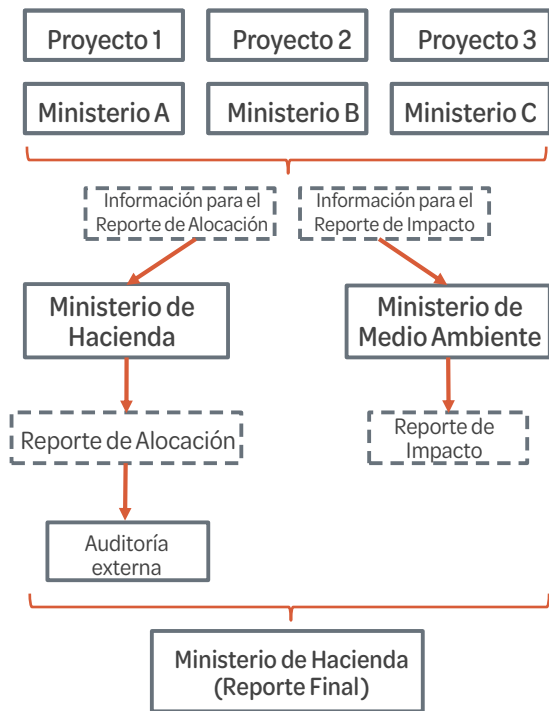 Proyecto 1
Proyecto 2
Proyecto 3
Ministerio A
Ministerio B
Ministerio C
Información para el
Reporte de Alocación
Información para el
Reporte de Impacto
Ministerio de
Hacienda
Ministerio de
Medio Ambiente
Reporte de Alocación
Reporte de
Impacto
Auditoría
externa
Ministerio de Hacienda
(Reporte Final)